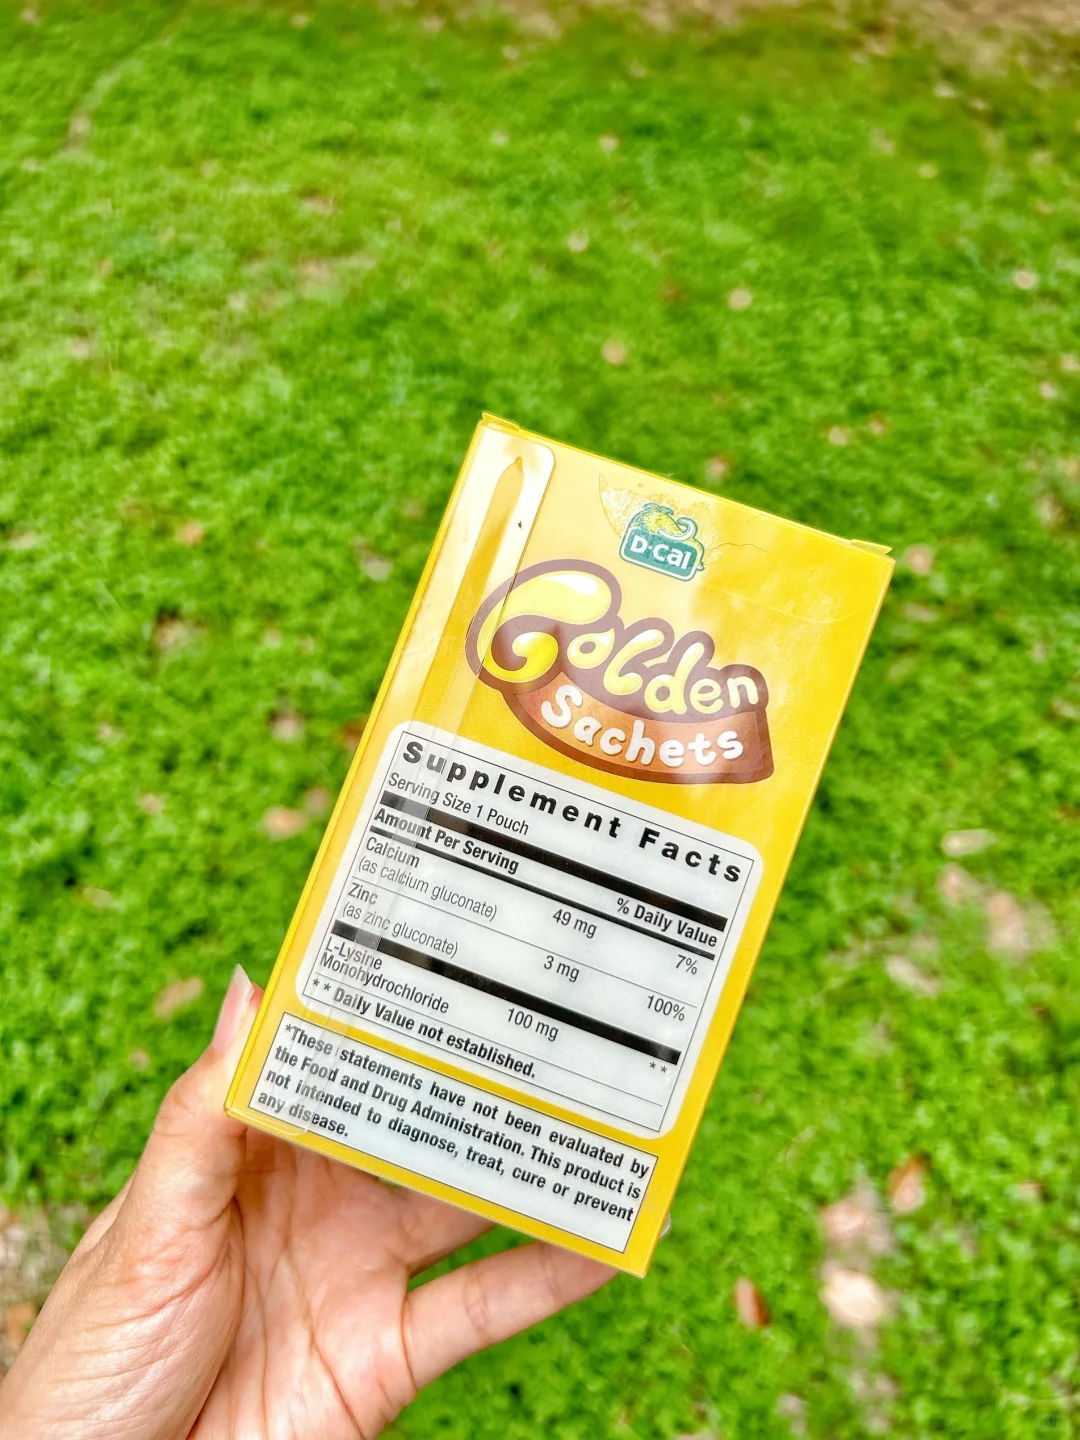 D-Cal
Golden
Sachets
Supplement Facts
Serving Size 1 Pouch
Amount Per Serving % Daily Value
Calcium
(as calcium gluconate) 49 mg 7%
Zinc
(as zinc gluconate) 3 mg 100%
L-Lysine
Monohydrochloride 100 mg **
** Daily Value not established.
*These statements have not been evaluated by
the Food and Drug Administration. This product is
not intended to diagnose, treat, cure or prevent
any disease.